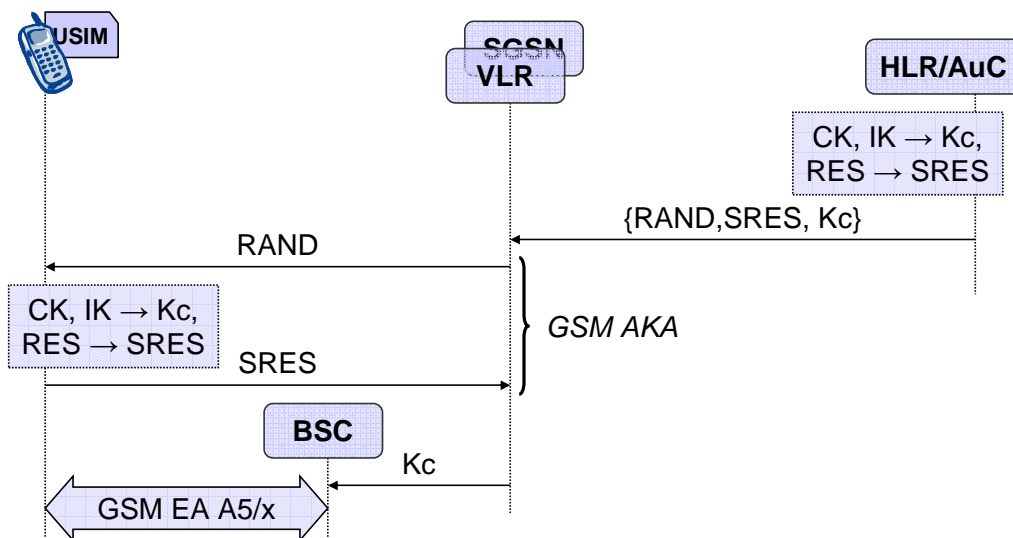 USIM
SGSN
VLR
HLR/AuC
CK, IK → Kc,
RES → SRES
{RAND,SRES, Kc}
RAND
CK, IK → Kc,
RES → SRES
GSM AKA
SRES
BSC
Kc
GSM EA A5/x